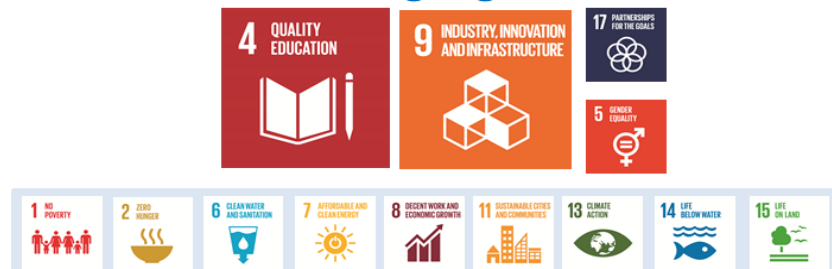 4 QUALITY
EDUCATION
9 INDUSTRY, INNOVATION
AND INFRASTRUCTURE
17 PARTNERSHIPS
FOR THE GOALS
5 GENDER
EQUALITY
1 NO
POVERTY
2 ZERO
HUNGER
6 CLEAN WATER
AND SANITATION
7 AFFORDABLE AND
CLEAN ENERGY
8 DECENT WORK AND
ECONOMIC GROWTH
11 SUSTAINABLE CITIES
AND COMMUNITIES
13 CLIMATE
ACTION
14 LIFE
BELOW WATER
15 LIFE
ON LAND